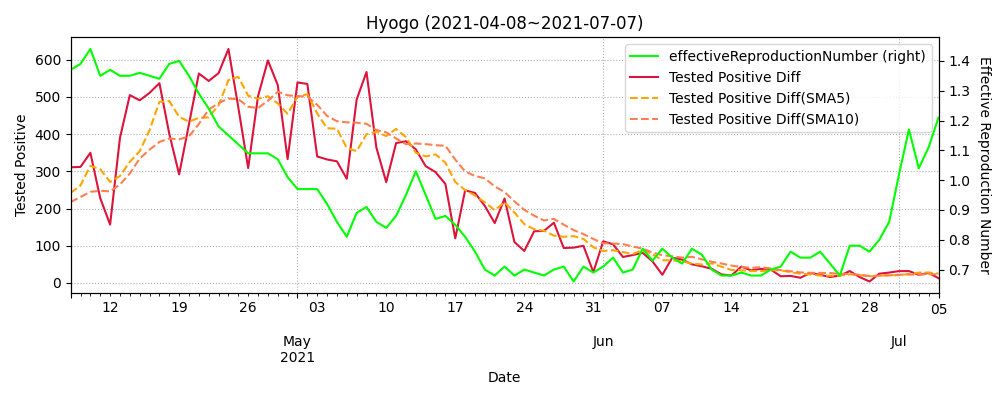 Hyogo (2021-04-08~2021-07-07)
effectiveReproductionNumber (right)
Tested Positive Diff
Tested Positive Diff(SMA5)
Tested Positive Diff(SMA10)
Tested Positive
600
500
400
300
200
100
0
1.4
1.3
1.2
1.1
1.0
0.9
0.8
0.7
Effective Reproduction Number
12 19 26 03 10 17 24 31 07 14 21 28 05
May Jun Jul
2021
Date